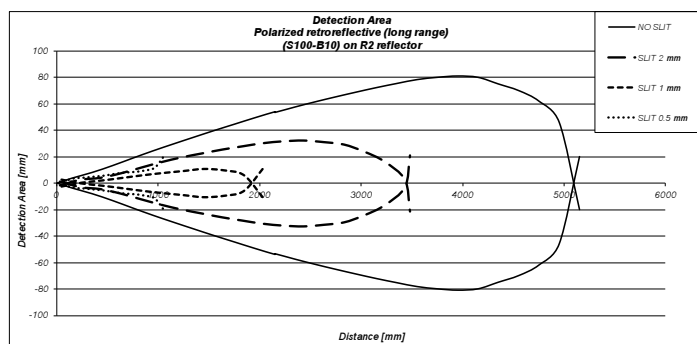 Detection Area
Polarized retroreflective (long range)
(S100-B10) on R2 reflector
NO SLIT
SLIT 2 mm
SLIT 1 mm
SLIT 0.5 mm
Detection Area [mm]
100
80
60
40
20
0
-20
-40
-60
-80
-100
0 1000 2000 3000 4000 5000 6000
Distance [mm]